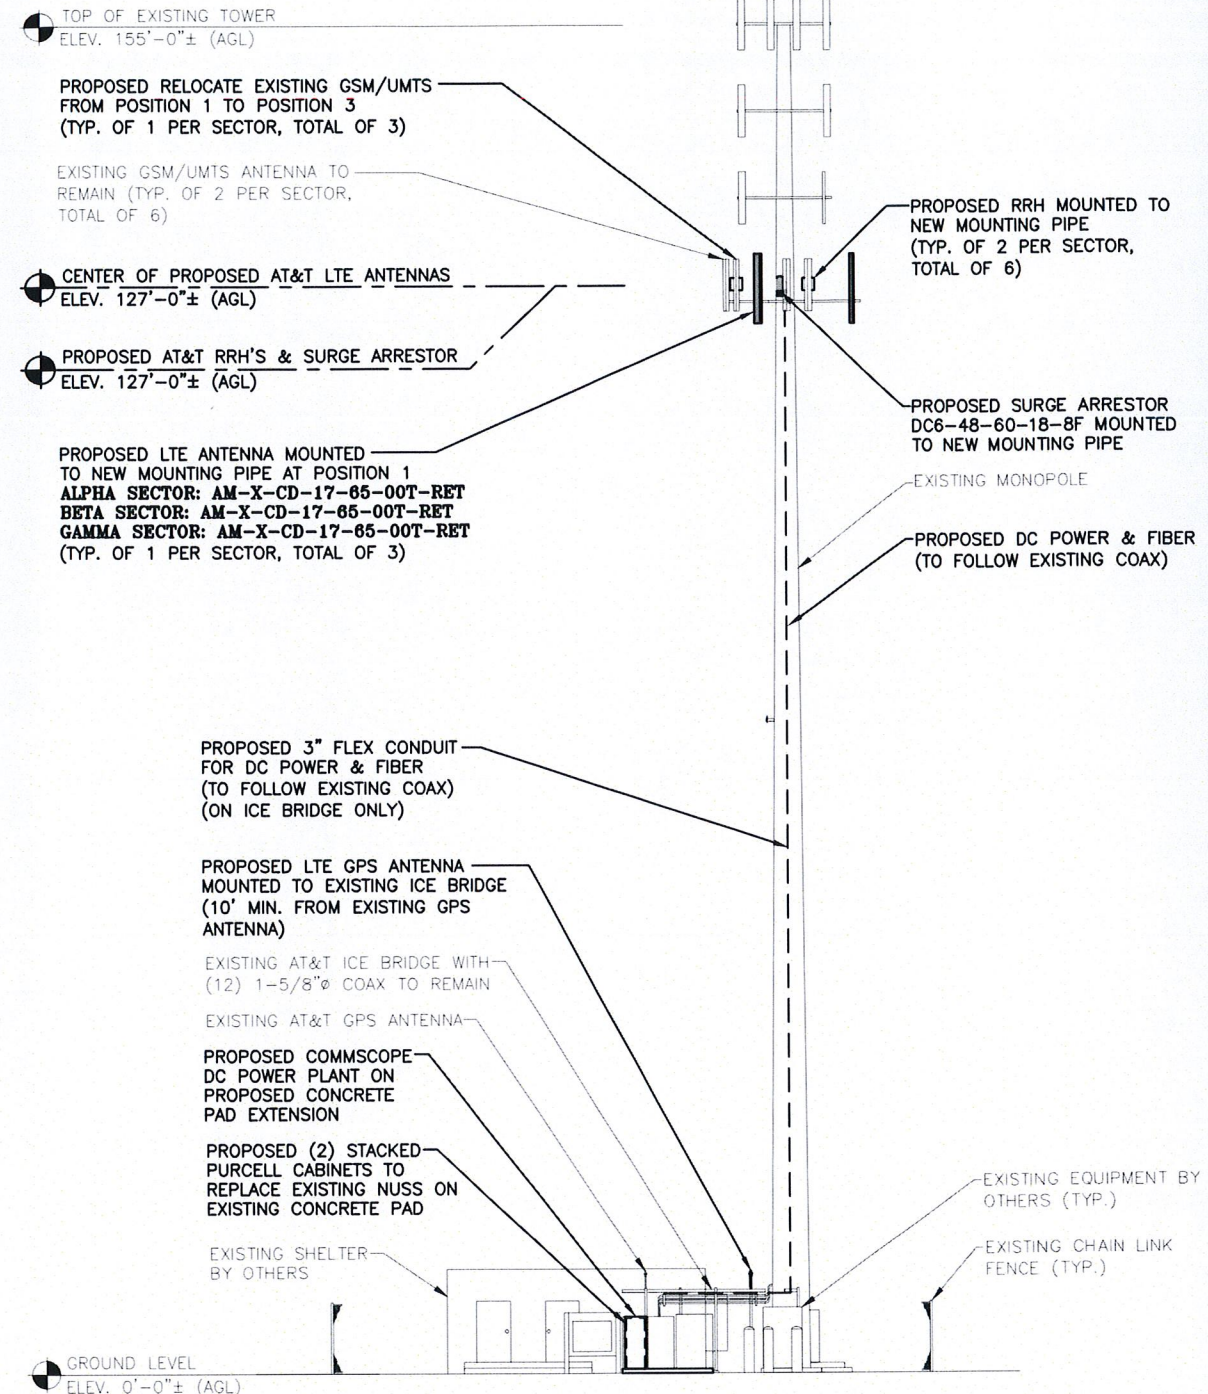 TOP OF EXISTING TOWER
ELEV. 155'-0"± (AGL)
PROPOSED RELOCATE EXISTING GSM/UMTS
FROM POSITION 1 TO POSITION 3
(TYP. OF 1 PER SECTOR, TOTAL OF 3)
EXISTING GSM/UMTS ANTENNA TO
REMAIN (TYP. OF 2 PER SECTOR,
TOTAL OF 6)
PROPOSED RRH MOUNTED TO
NEW MOUNTING PIPE
(TYP. OF 2 PER SECTOR,
TOTAL OF 6)
CENTER OF PROPOSED AT&T LTE ANTENNAS
ELEV. 127'-0"± (AGL)
PROPOSED AT&T RRH'S & SURGE ARRESTOR
ELEV. 127'-0"± (AGL)
PROPOSED SURGE ARRESTOR
DC6-48-60-18-8F MOUNTED
TO NEW MOUNTING PIPE
PROPOSED LTE ANTENNA MOUNTED
TO NEW MOUNTING PIPE AT POSITION 1
ALPHA SECTOR: AM-X-CD-17-65-00T-RET
BETA SECTOR: AM-X-CD-17-65-00T-RET
GAMMA SECTOR: AM-X-CD-17-65-00T-RET
(TYP. OF 1 PER SECTOR, TOTAL OF 3)
EXISTING MONOPOLE
PROPOSED DC POWER & FIBER
(TO FOLLOW EXISTING COAX)
PROPOSED 3" FLEX CONDUIT
FOR DC POWER & FIBER
(TO FOLLOW EXISTING COAX)
(ON ICE BRIDGE ONLY)
PROPOSED LTE GPS ANTENNA
MOUNTED TO EXISTING ICE BRIDGE
(10' MIN. FROM EXISTING GPS
ANTENNA)
EXISTING AT&T ICE BRIDGE WITH
(12) 1-5/8"ø COAX TO REMAIN
EXISTING AT&T GPS ANTENNA
PROPOSED COMMSCOPE
DC POWER PLANT ON
PROPOSED CONCRETE
PAD EXTENSION
PROPOSED (2) STACKED
PURCELL CABINETS TO
REPLACE EXISTING NUSS ON
EXISTING CONCRETE PAD
EXISTING SHELTER
BY OTHERS
EXISTING EQUIPMENT BY
OTHERS (TYP.)
EXISTING CHAIN LINK
FENCE (TYP.)
GROUND LEVEL
ELEV. 0'-0"± (AGL)